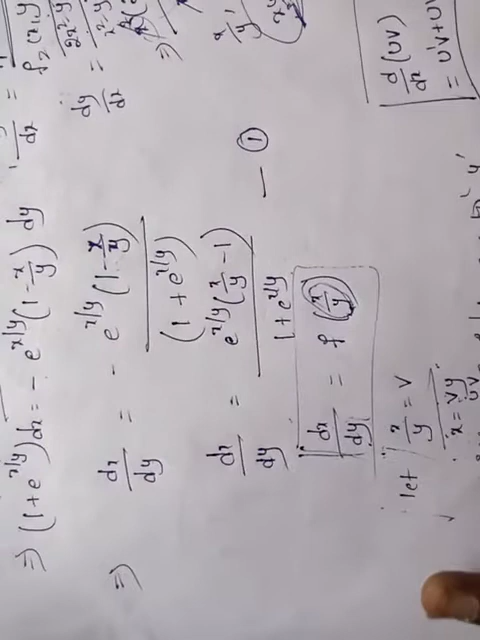 ⇒ (1+e^{x/y})dx = - e^{x/y}(1-x/y) dy
⇒ dx/dy = - e^{x/y}(1-x/y) / (1+e^{x/y})
dx/dy = e^{x/y}(x/y -1) / 1+e^{x/y} — ①
dx/dy = f (x/y)
let x/y = v
x = vy
d/dx (UV)
= U'V+U
dy/dx =